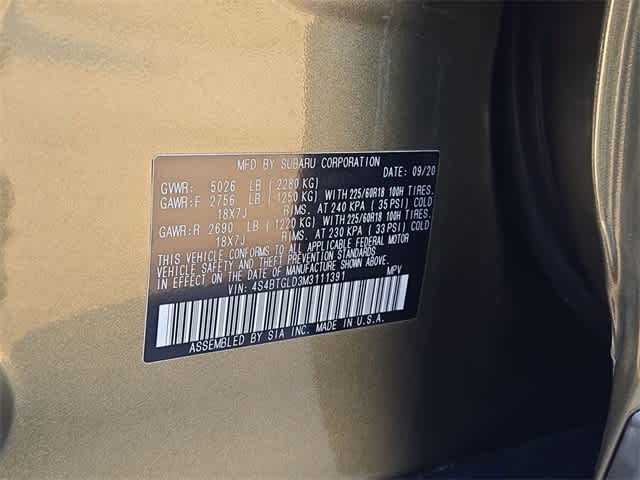 MFD BY SUBARU CORPORATION
DATE: 09/20
GVWR: 5026 LB (2280 KG)
GAWR:F 2756 LB (1250 KG) WITH 225/60R18 100H TIRES.
18X7J RIMS. AT 240 KPA (35 PSI) COLD
GAWR:R 2690 LB (1220 KG) WITH 225/60R18 100H TIRES.
18X7J RIMS. AT 230 KPA (33 PSI) COLD
THIS VEHICLE CONFORMS TO ALL APPLICABLE FEDERAL MOTOR
VEHICLE SAFETY AND THEFT PREVENTION STANDARDS IN EFFECT
ON THE DATE OF MANUFACTURE SHOWN ABOVE.
VIN: 4S4BTGLD3M3111391 MPV
ASSEMBLED BY SIA INC. MADE IN U.S.A.